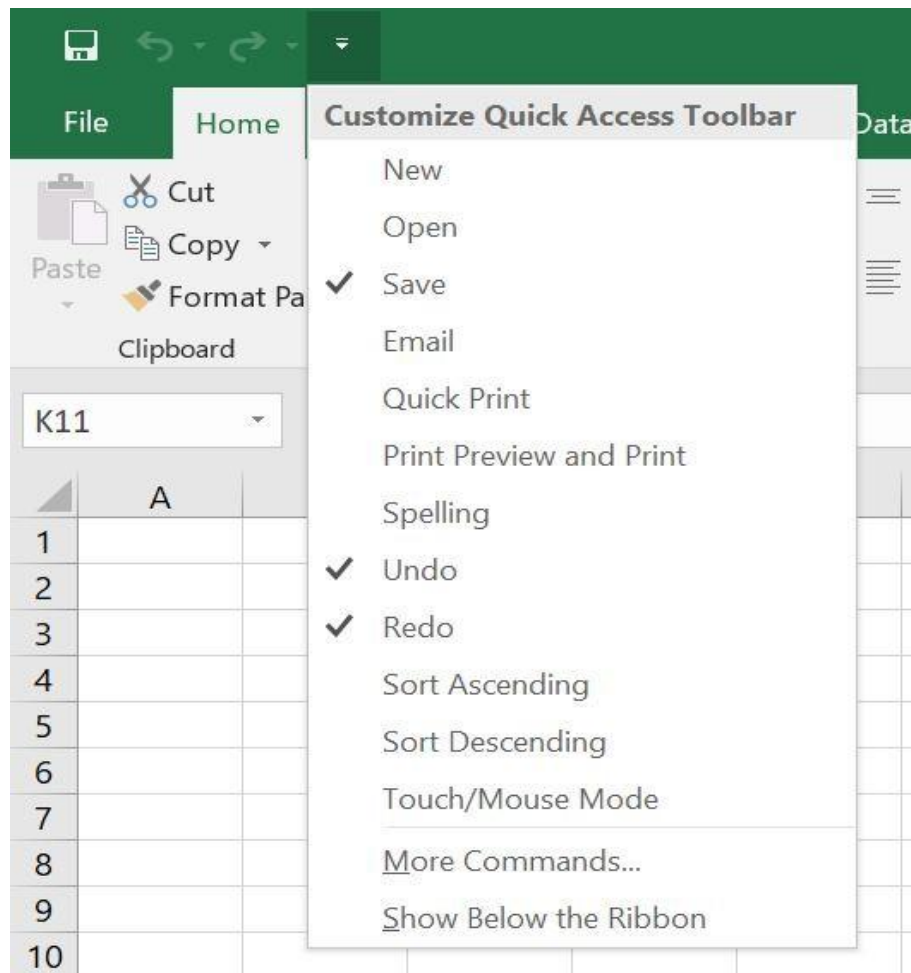 File
Home
Data
Cut
Copy
Paste
Format Pa
Clipboard
K11
A
1
2
3
4
5
6
7
8
9
10
Customize Quick Access Toolbar
New
Open
Save
Email
Quick Print
Print Preview and Print
Spelling
Undo
Redo
Sort Ascending
Sort Descending
Touch/Mouse Mode
More Commands...
Show Below the Ribbon